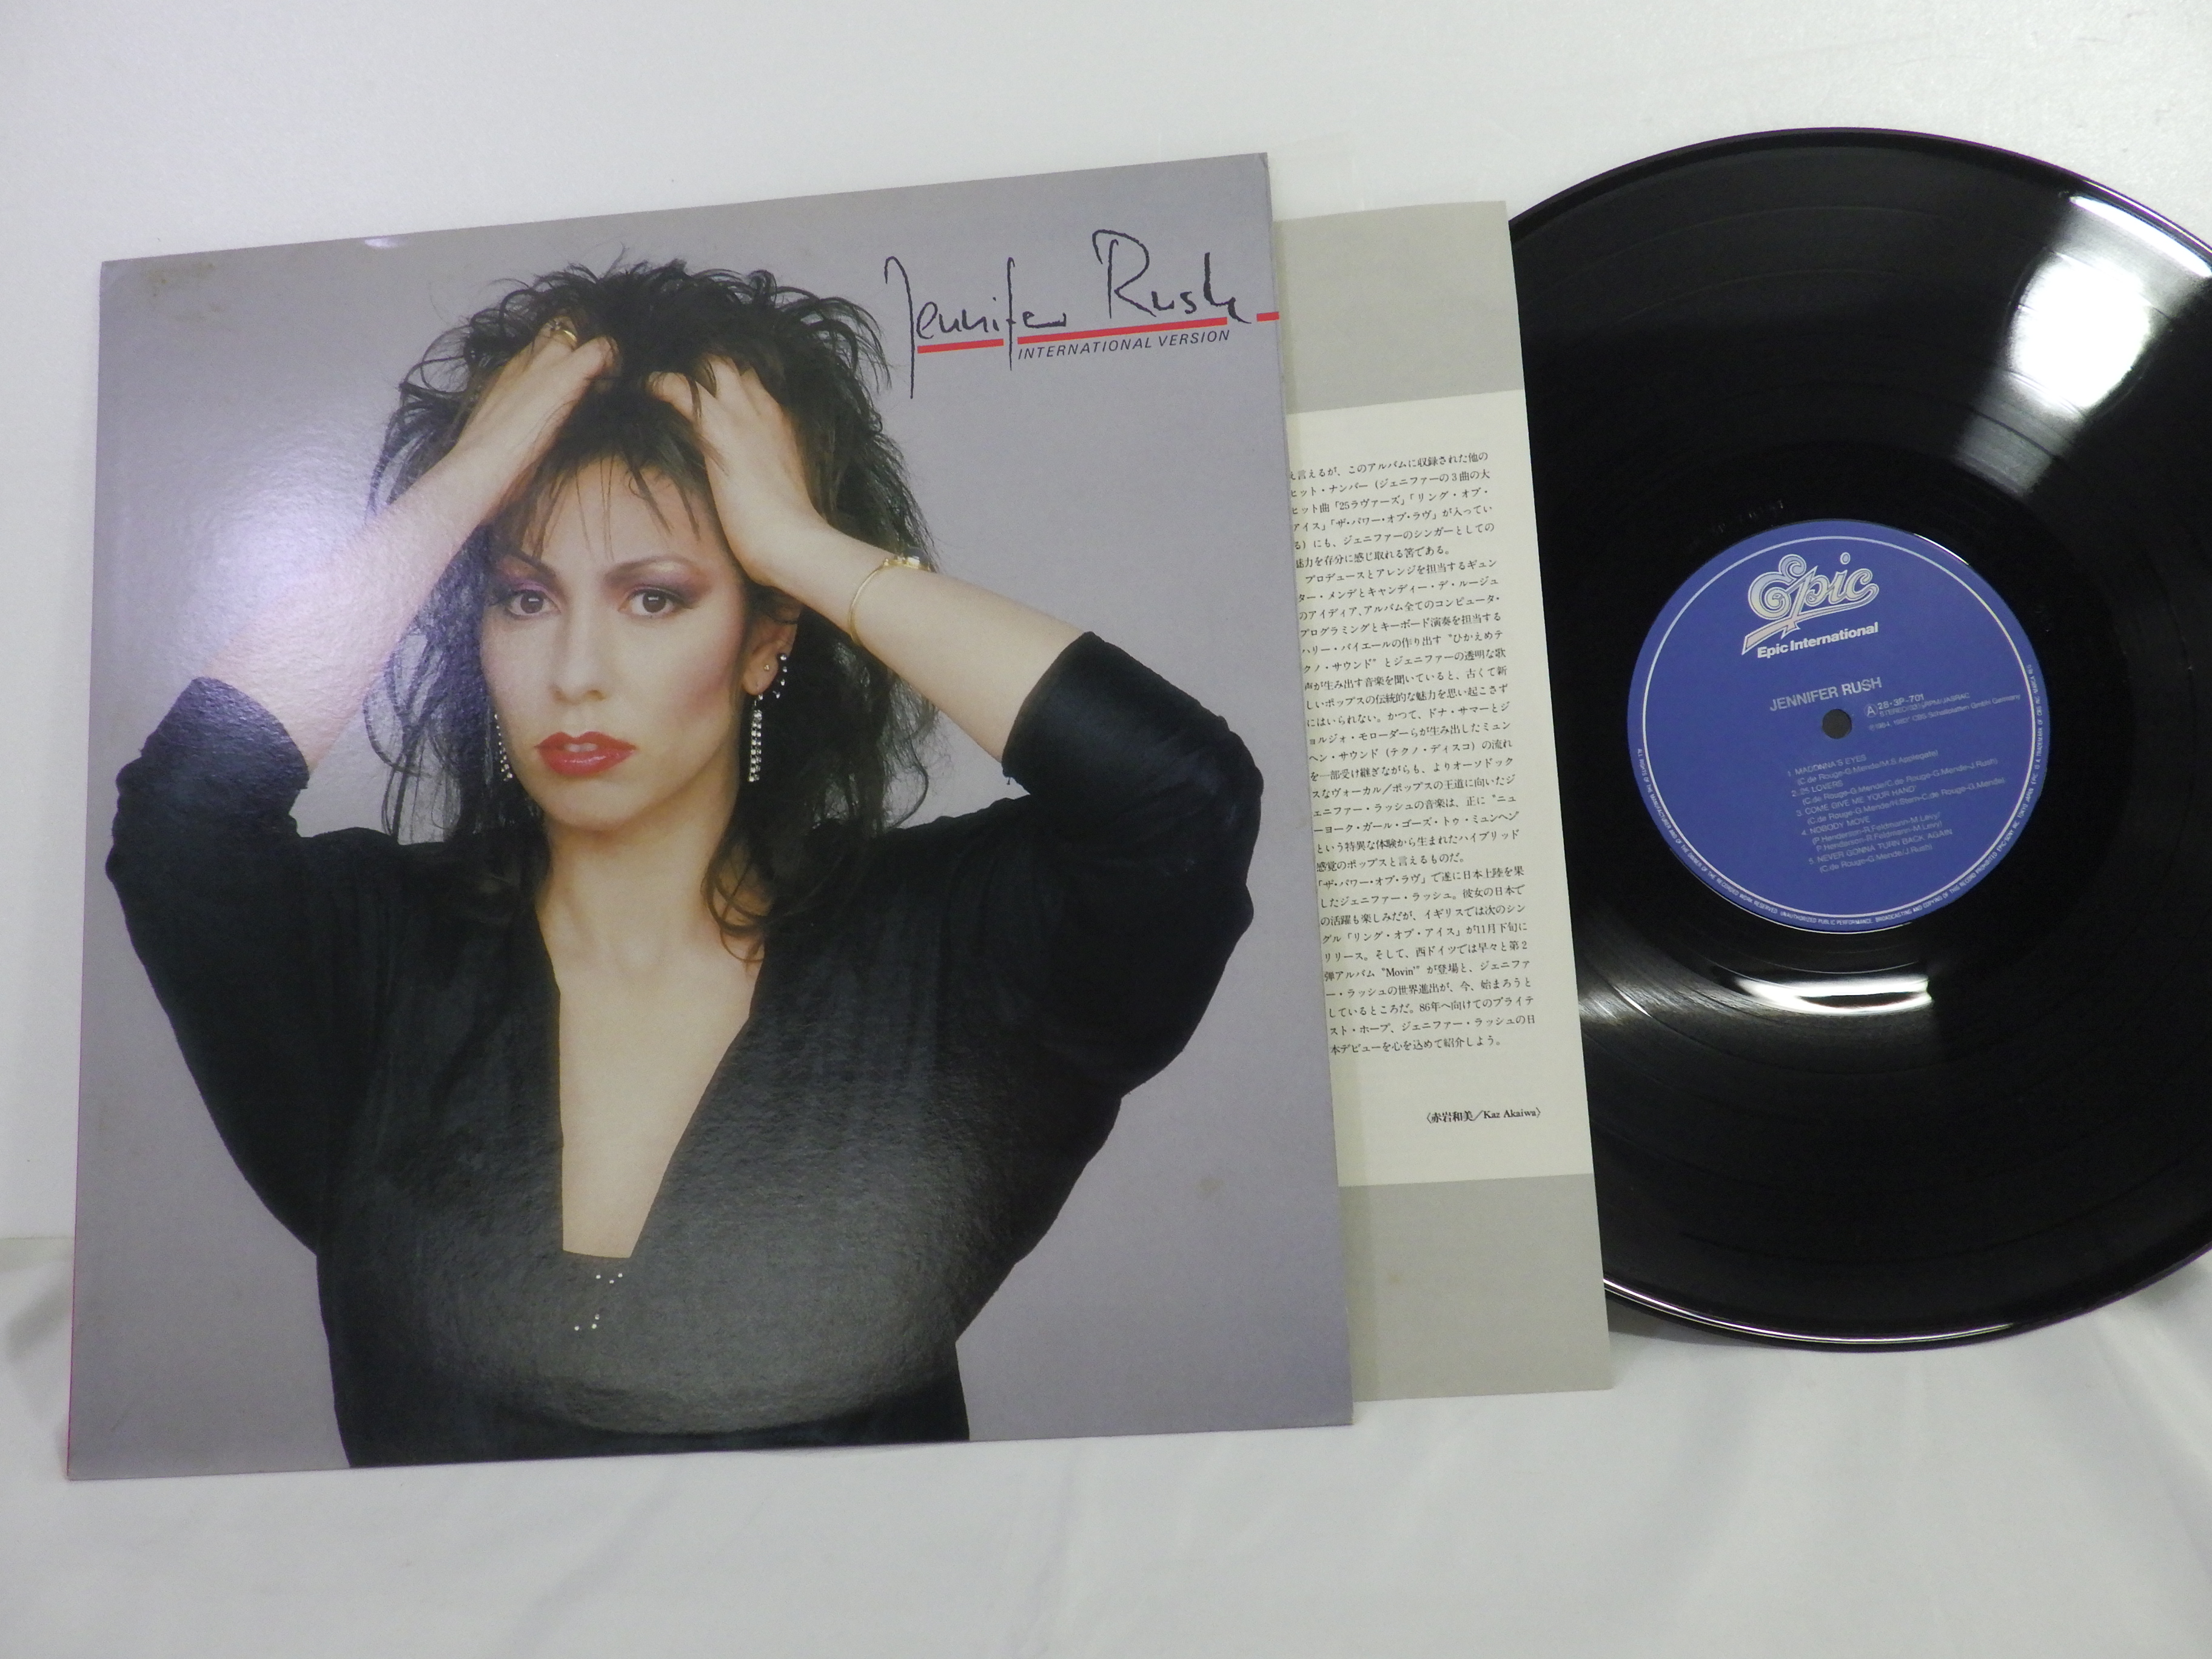 Jennifer Rush
INTERNATIONAL VERSION
え言えるが、このアルバムに収録された他の
ヒット・ナンバー（ジェニファーの3曲の大
ヒット曲「25ラヴァーズ」「リング・オブ・
アイス」「ザ・パワー・オブ・ラヴ」が入ってい
る）にも、ジェニファーのシンガーとしての
魅力を存分に感じ取れる筈である。
プロデュースとアレンジを担当するギュン
ター・メンデとキャンディー・デ・ルージュ
のアイディア、アルバム全てのコンピュータ・
プログラミングとキーボード演奏を担当する
ハリー・バイエールの作り出す“ひかえめテ
クノ・サウンド”とジェニファーの透明な歌
声が生み出す音楽を聞いていると、古くて新
しいポップスの伝統的な魅力を思い起こさず
にはいられない。かつて、ドナ・サマーとジ
ョルジォ・モローダーらが生み出したミュン
ヘン・サウンド（テクノ・ディスコ）の流れ
を一部受け継ぎながらも、よりオーソドック
スなヴォーカル／ポップスの王道に向いたジ
ェニファー・ラッシュの音楽は、正に“ニュ
ーヨーク・ガール・ゴーズ・トゥ・ミュンヘン”
という特異な体験から生まれたハイブリッド
感覚のポップスと言えるものだ。
「ザ・パワー・オブ・ラヴ」で遂に日本上陸を果
したジェニファー・ラッシュ。彼女の日本で
の活躍も楽しみだが、イギリスでは次のシン
グル「リング・オブ・アイス」が11月下旬に
リリース。そして、西ドイツでは早々と第2
弾アルバム“Movin'”が登場と、ジェニファ
ー・ラッシュの世界進出が、今、始まろうと
しているところだ。86年へ向けてのブライテ
スト・ホープ、ジェニファー・ラッシュの日
本デビューを心を込めて紹介しよう。
〈赤岩和美／Kaz Akaiwa〉
Epic
Epic International
JENNIFER RUSH
A 28・3P-701
1. MADONNA'S EYES
(C.de Rouge-G.Mende/M.S.Applegate)
2. 25 LOVERS
(C.de Rouge-G.Mende/C.de Rouge-G.Mende-J.Rush)
3. COME GIVE ME YOUR HAND
(C.de Rouge-G.Mende/H.Stern-C.de Rouge-G.Mende)
4. NOBODY MOVE
(P.Henderson-R.Feldmann-M.Levy/
P.Henderson-R.Feldmann-M.Levy)
5. NEVER GONNA TURN BACK AGAIN
(C.de Rouge-G.Mende/J.Rush)